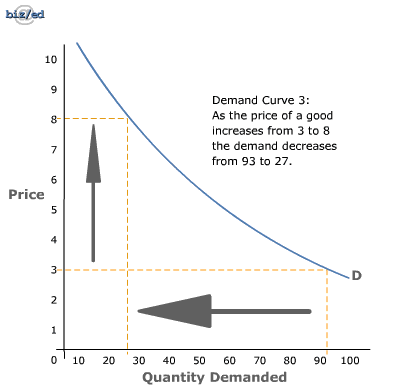 biz/ed
@
10
9
8
7
6
5
4
3
2
1
Price
Demand Curve 3:
As the price of a good
increases from 3 to 8
the demand decreases
from 93 to 27.
D
0 10 20 30 40 50 60 70 80 90 100
Quantity Demanded